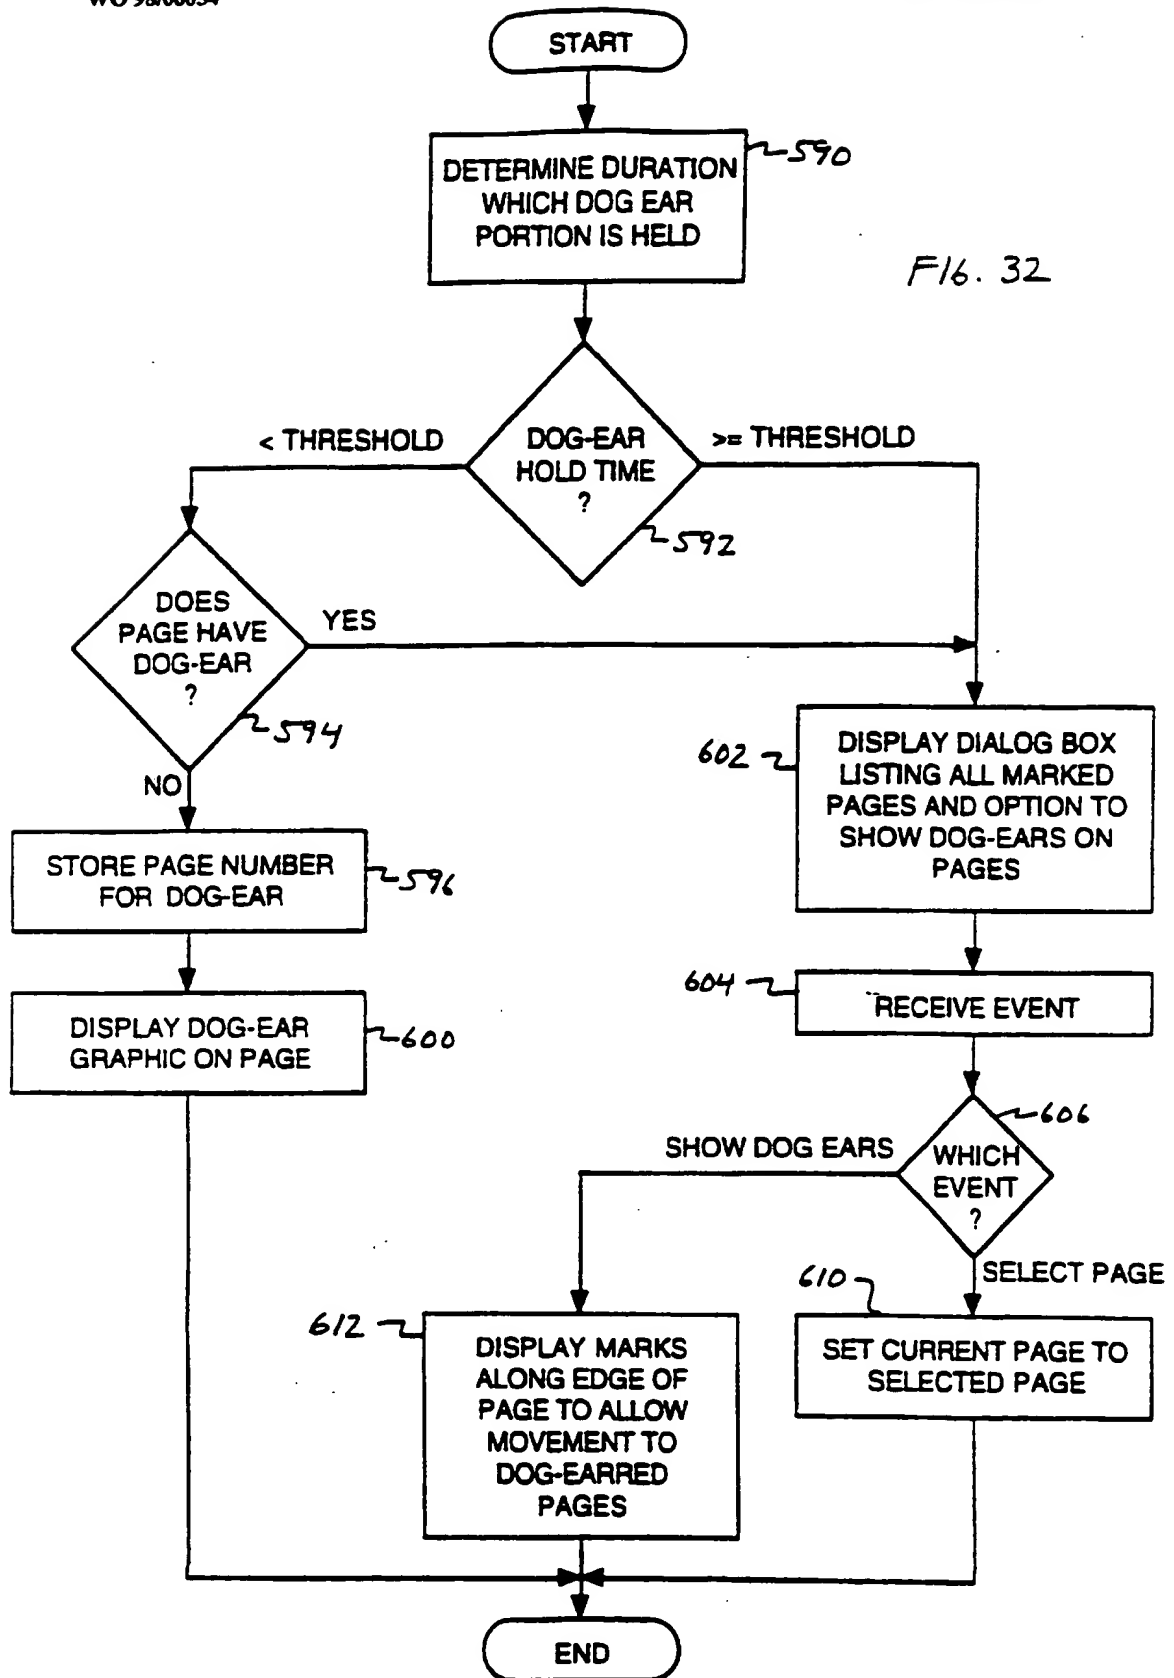 START
DETERMINE DURATION
WHICH DOG EAR
PORTION IS HELD
590
FIG. 32
< THRESHOLD
DOG-EAR
HOLD TIME
?
>= THRESHOLD
592
DOES
PAGE HAVE
DOG-EAR
?
YES
594
NO
STORE PAGE NUMBER
FOR DOG-EAR
596
DISPLAY DOG-EAR
GRAPHIC ON PAGE
600
602
DISPLAY DIALOG BOX
LISTING ALL MARKED
PAGES AND OPTION TO
SHOW DOG-EARS ON
PAGES
604
RECEIVE EVENT
606
SHOW DOG EARS
WHICH
EVENT
?
SELECT PAGE
610
SET CURRENT PAGE TO
SELECTED PAGE
612
DISPLAY MARKS
ALONG EDGE OF
PAGE TO ALLOW
MOVEMENT TO
DOG-EARRED
PAGES
END